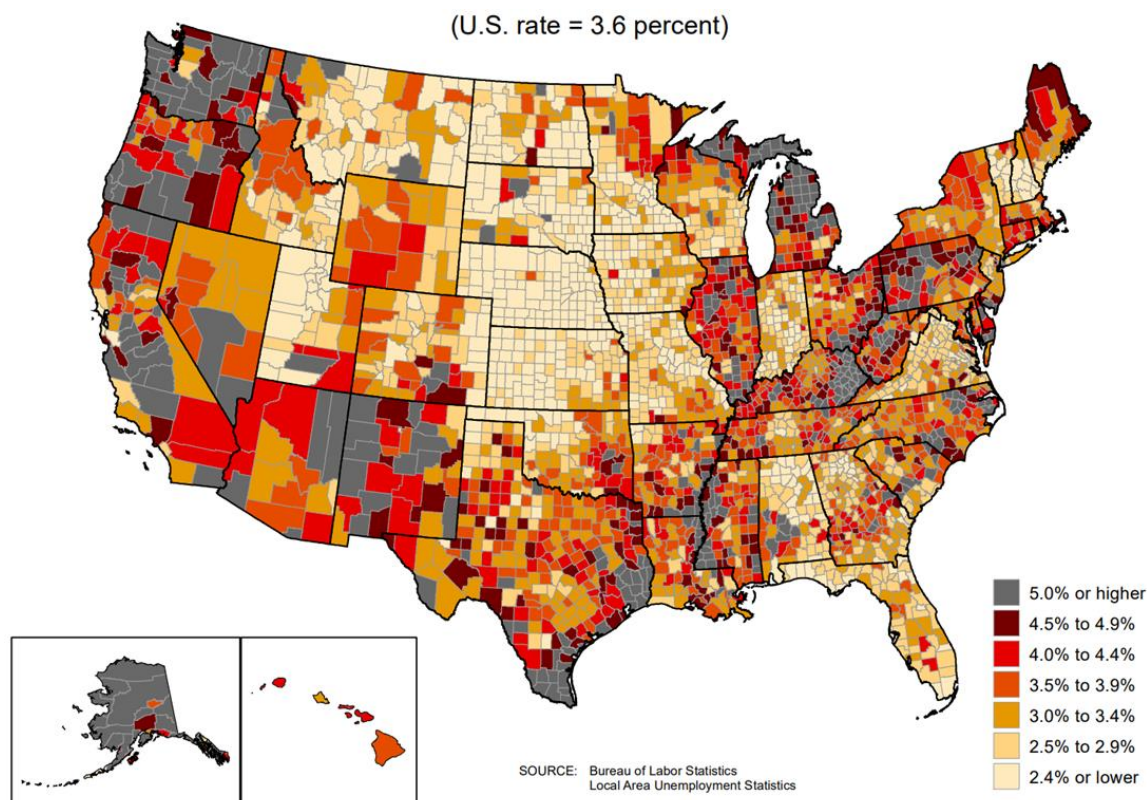 (U.S. rate = 3.6 percent)
5.0% or higher
4.5% to 4.9%
4.0% to 4.4%
3.5% to 3.9%
3.0% to 3.4%
2.5% to 2.9%
2.4% or lower
SOURCE: Bureau of Labor Statistics
Local Area Unemployment Statistics